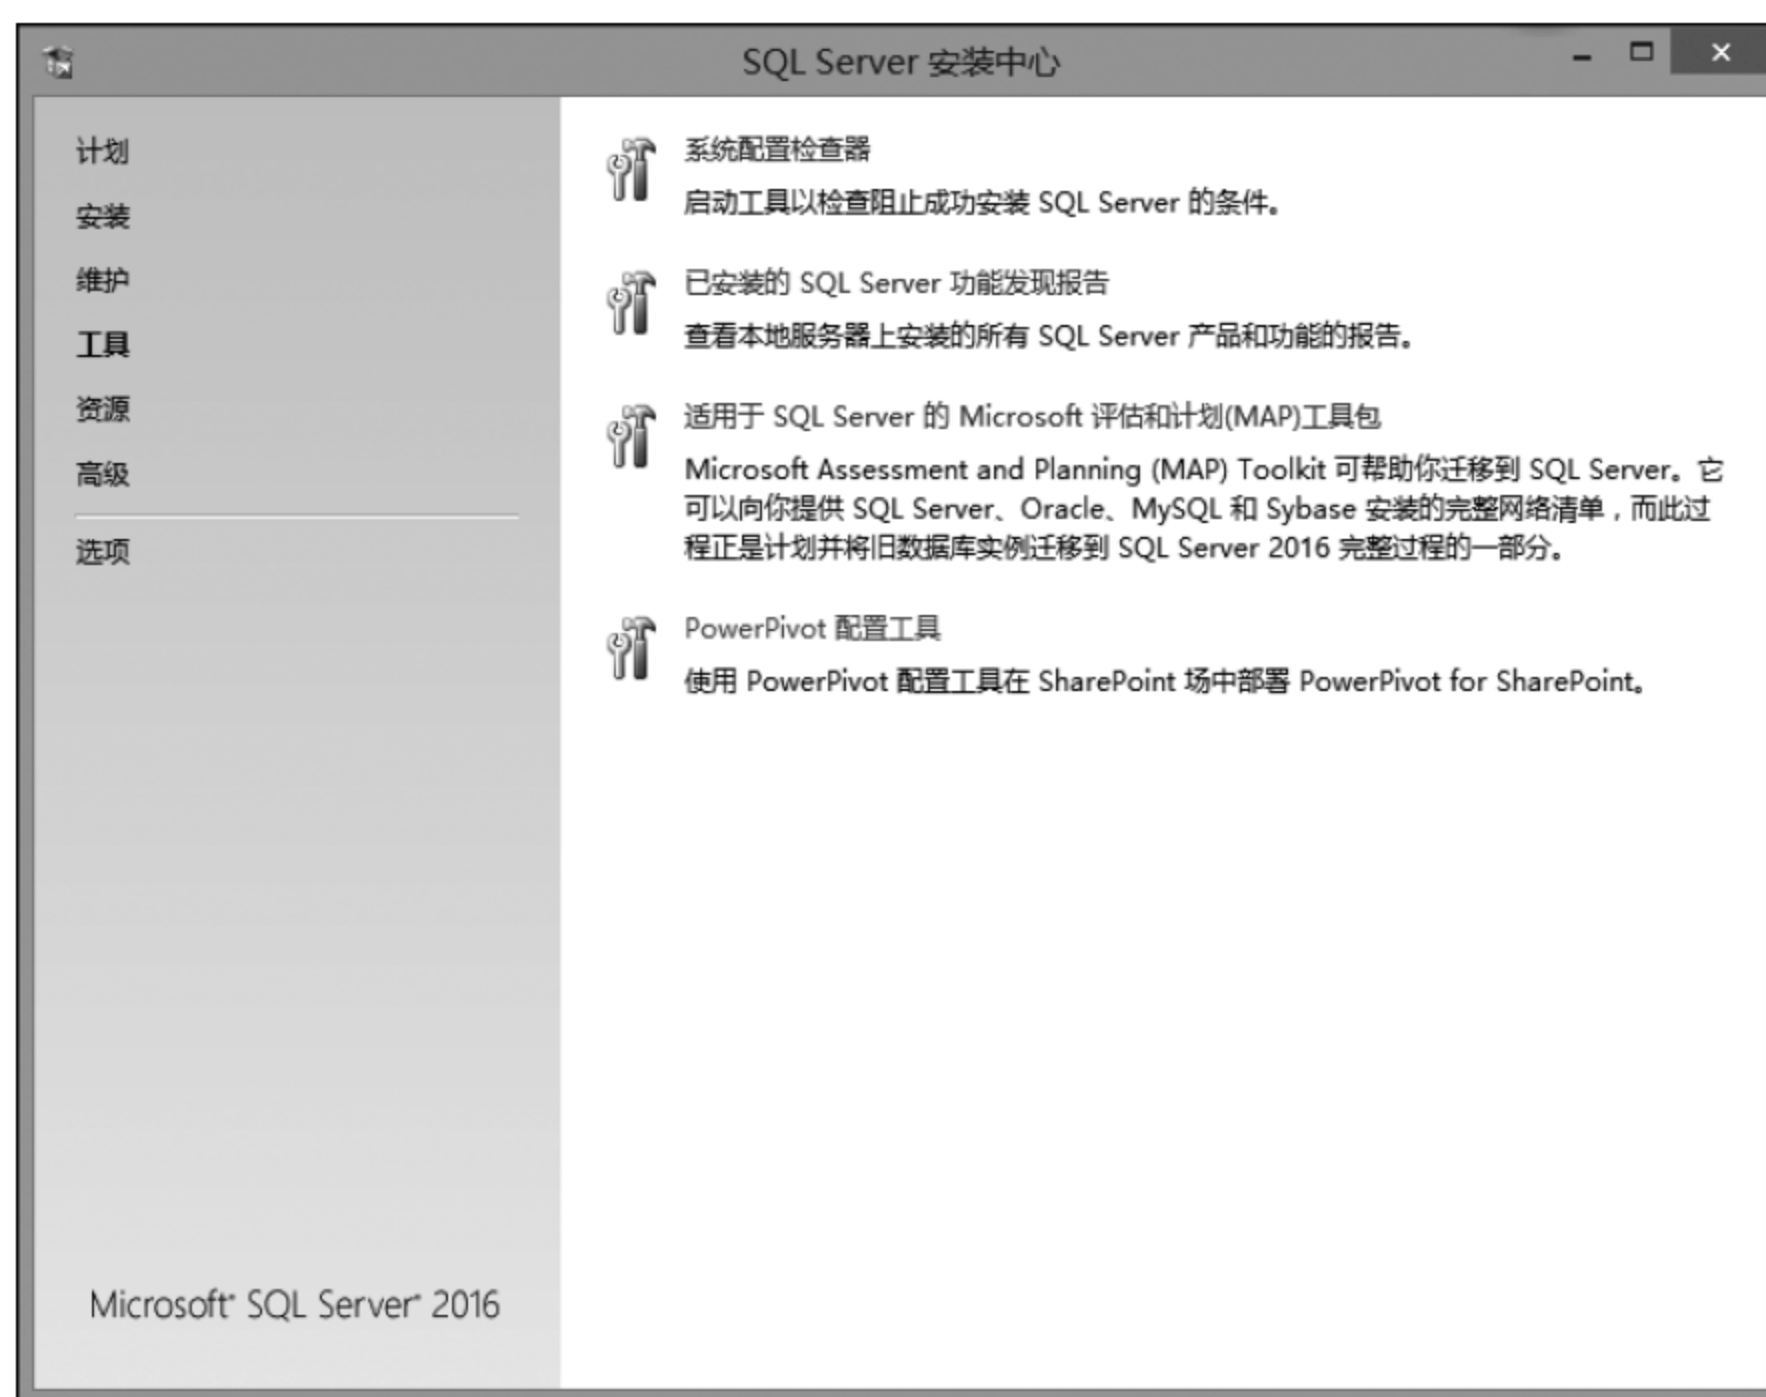 SQL Server 安装中心
计划
安装
维护
工具
资源
高级
选项
Microsoft® SQL Server® 2016
系统配置检查器
启动工具以检查阻止成功安装 SQL Server 的条件。
已安装的 SQL Server 功能发现报告
查看本地服务器上安装的所有 SQL Server 产品和功能的报告。
适用于 SQL Server 的 Microsoft 评估和计划(MAP)工具包
Microsoft Assessment and Planning (MAP) Toolkit 可帮助你迁移到 SQL Server。它
可以向你提供 SQL Server、Oracle、MySQL 和 Sybase 安装的完整网络清单，而此过
程正是计划并将旧数据库实例迁移到 SQL Server 2016 完整过程的一部分。
PowerPivot 配置工具
使用 PowerPivot 配置工具在 SharePoint 场中部署 PowerPivot for SharePoint。